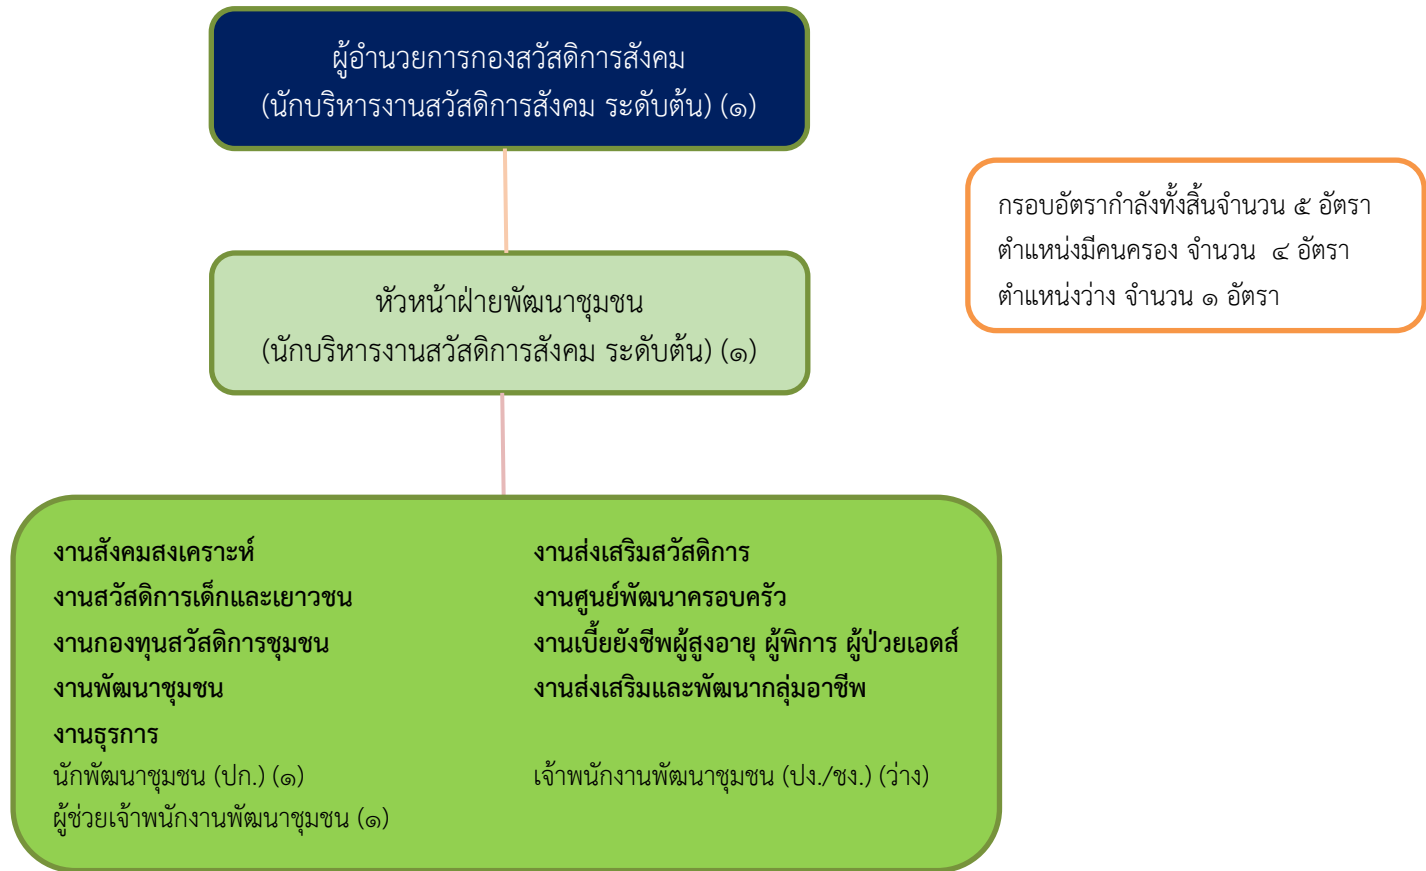 ผู้อำนวยการกองสวัสดิการสังคม
(นักบริหารงานสวัสดิการสังคม ระดับต้น) (๑)
กรอบอัตรากำลังทั้งสิ้นจำนวน ๕ อัตรา
ตำแหน่งมีคนครอง จำนวน ๔ อัตรา
ตำแหน่งว่าง จำนวน ๑ อัตรา
หัวหน้าฝ่ายพัฒนาชุมชน
(นักบริหารงานสวัสดิการสังคม ระดับต้น) (๑)
งานสังคมสงเคราะห์ งานส่งเสริมสวัสดิการ
งานสวัสดิการเด็กและเยาวชน งานศูนย์พัฒนาครอบครัว
งานกองทุนสวัสดิการชุมชน งานเบี้ยยังชีพผู้สูงอายุ ผู้พิการ ผู้ป่วยเอดส์
งานพัฒนาชุมชน งานส่งเสริมและพัฒนากลุ่มอาชีพ
งานธุรการ
นักพัฒนาชุมชน (ปก.) (๑) เจ้าพนักงานพัฒนาชุมชน (ปง./ชง.) (ว่าง)
ผู้ช่วยเจ้าพนักงานพัฒนาชุมชน (๑)